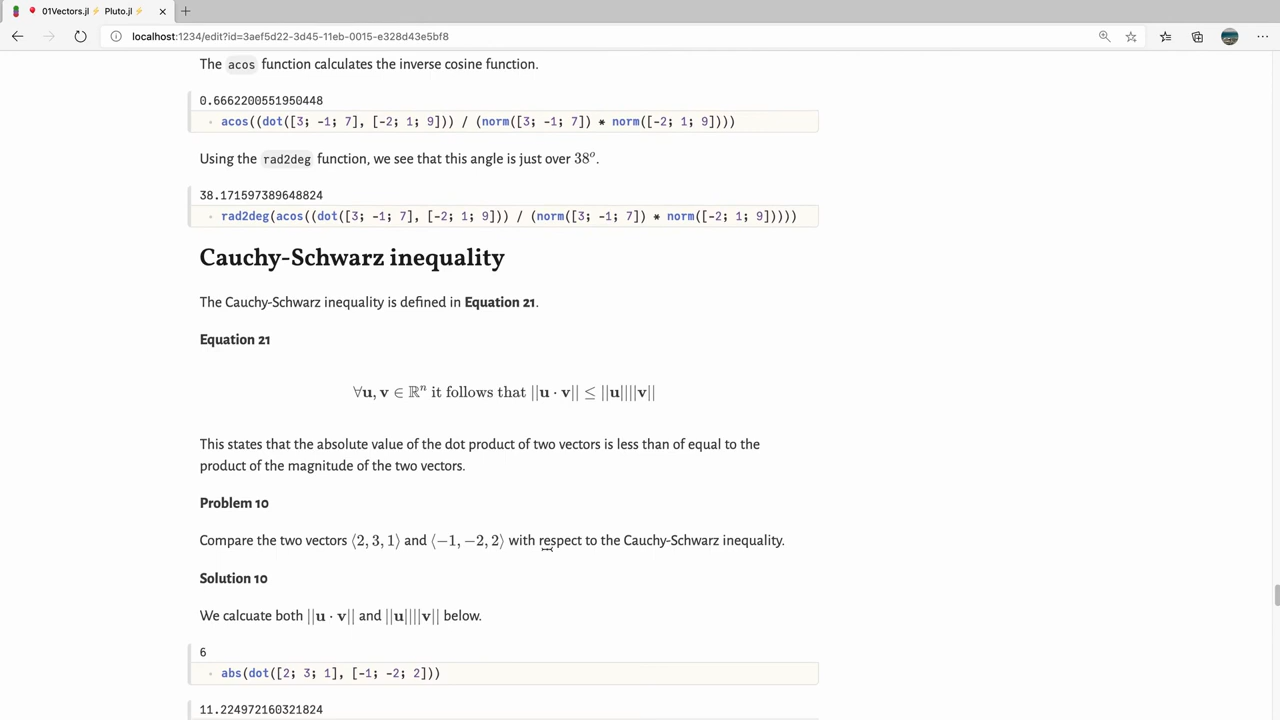 01Vectors.jl ⚡ Pluto.jl ⚡
localhost:1234/edit?id=3aef5d22-3d45-11eb-0015-e328d43e5bf8
The acos function calculates the inverse cosine function.
0.6662200551950448
acos((dot([3; -1; 7], [-2; 1; 9])) / (norm([3; -1; 7]) * norm([-2; 1; 9])))
Using the rad2deg function, we see that this angle is just over 38°.
38.171597389648824
rad2deg(acos((dot([3; -1; 7], [-2; 1; 9])) / (norm([3; -1; 7]) * norm([-2; 1; 9]))))
Cauchy-Schwarz inequality
The Cauchy-Schwarz inequality is defined in Equation 21.
Equation 21
∀u, v ∈ ℝⁿ it follows that ||u · v|| ≤ ||u||||v||
This states that the absolute value of the dot product of two vectors is less than of equal to the
product of the magnitude of the two vectors.
Problem 10
Compare the two vectors ⟨2, 3, 1⟩ and ⟨−1, −2, 2⟩ with respect to the Cauchy-Schwarz inequality.
Solution 10
We calcuate both ||u · v|| and ||u||||v|| below.
6
abs(dot([2; 3; 1], [-1; -2; 2]))
11.224972160321824